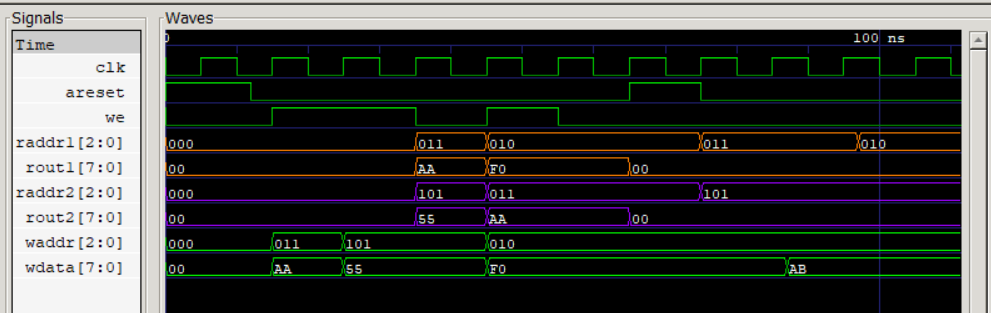 Signals Waves
Time 0 100 ns
clk
areset
we
raddr1[2:0] 000 011 010 011 010
rout1[7:0] 00 AA F0 00
raddr2[2:0] 000 101 011 101
rout2[7:0] 00 55 AA 00
waddr[2:0] 000 011 101 010
wdata[7:0] 00 AA 55 F0 AB